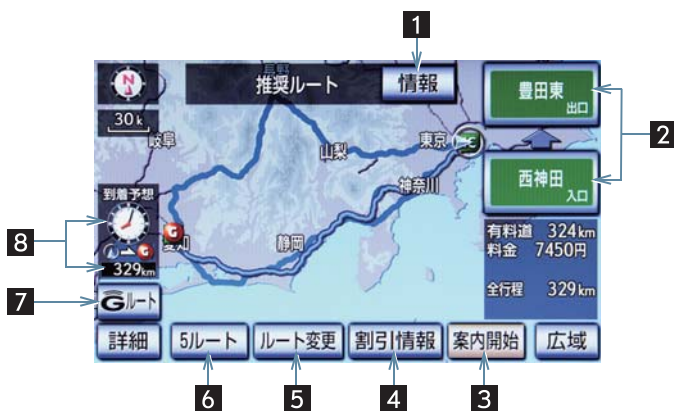 1
推奨ルート
情報
豊田東
出口
2
N
30k
岐阜
長野
山梨
東京
西神田
入口
神奈川
到着予想
8
G
愛知
静岡
329km
有料道 324km
料金 7450円
全行程 329km
7
Gルート
詳細
5ルート
ルート変更
割引情報
案内開始
広域
6
5
4
3